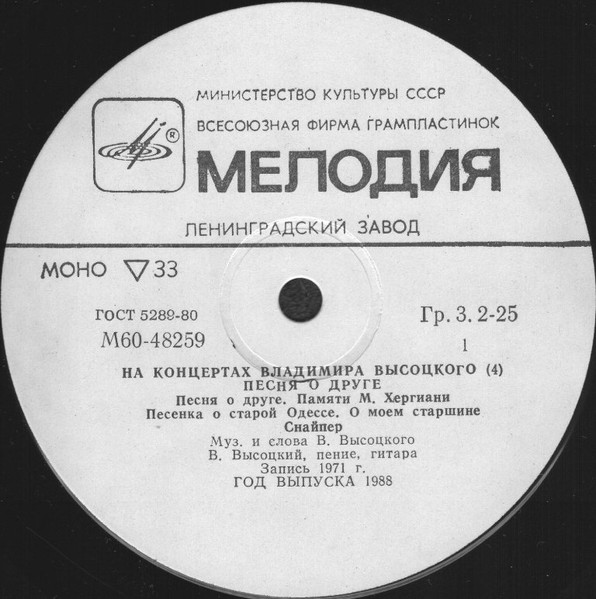 МИНИСТЕРСТВО КУЛЬТУРЫ СССР
ВСЕСОЮЗНАЯ ФИРМА ГРАМПЛАСТИНОК
®
МЕЛОДИЯ
ЛЕНИНГРАДСКИЙ ЗАВОД
МОНО ▽33
ГОСТ 5289-80
Гр. 3. 2-25
М60-48259
1
НА КОНЦЕРТАХ ВЛАДИМИРА ВЫСОЦКОГО (4)
ПЕСНЯ О ДРУГЕ
Песня о друге. Памяти М. Хергиани
Песенка о старой Одессе. О моем старшине
Снайпер
Муз. и слова В. Высоцкого
В. Высоцкий, пение, гитара
Запись 1971 г.
ГОД ВЫПУСКА 1988